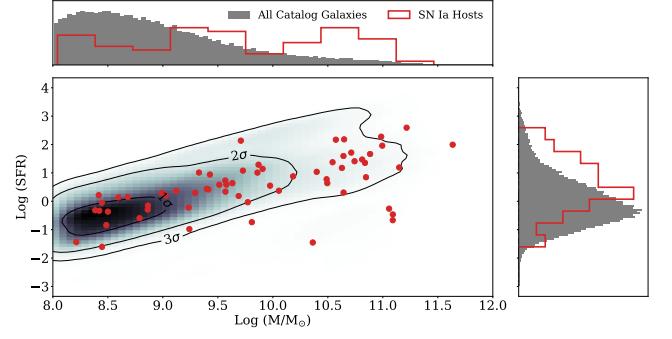 All Catalog Galaxies
SN Ia Hosts
4
3
2
1
0
−1
−2
−3
Log (SFR)
2σ
3σ
8.0 8.5 9.0 9.5 10.0 10.5 11.0 11.5 12.0
Log (M/M⊙)